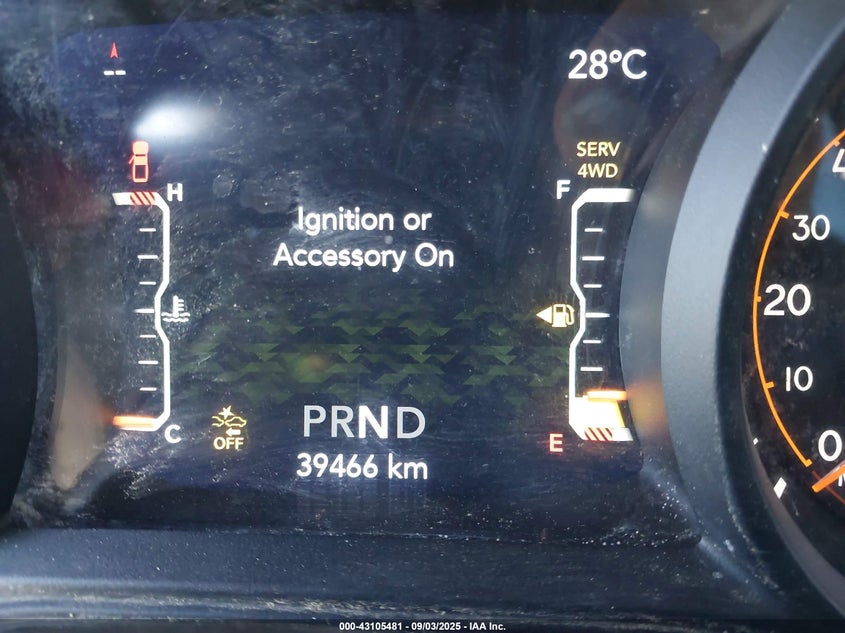 28°C
SERV
4WD
H
F
Ignition or
Accessory On
30
20
10
0
C
OFF
PRND
E
39466 km
000-43105481 - 09/03/2025 - IAA Inc.